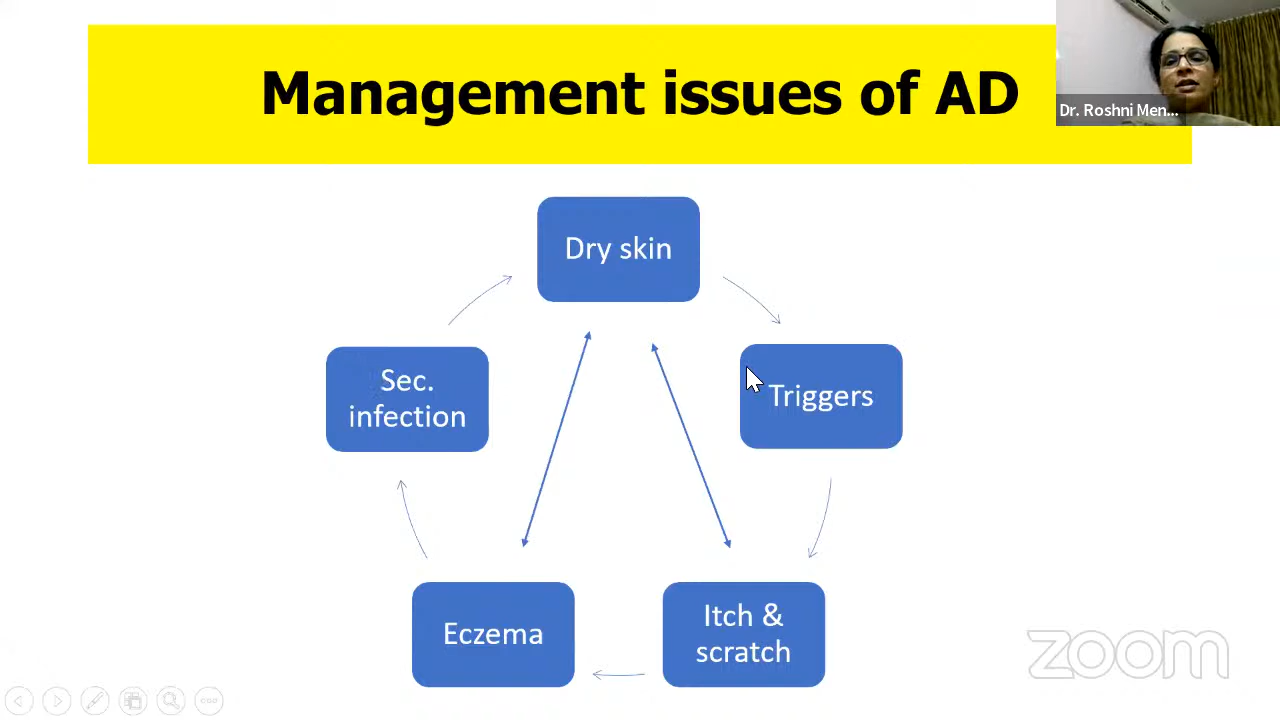 Management issues of AD
Dr. Roshni Men...
Dry skin
Sec.
infection
Triggers
Eczema
Itch &
scratch
zoom